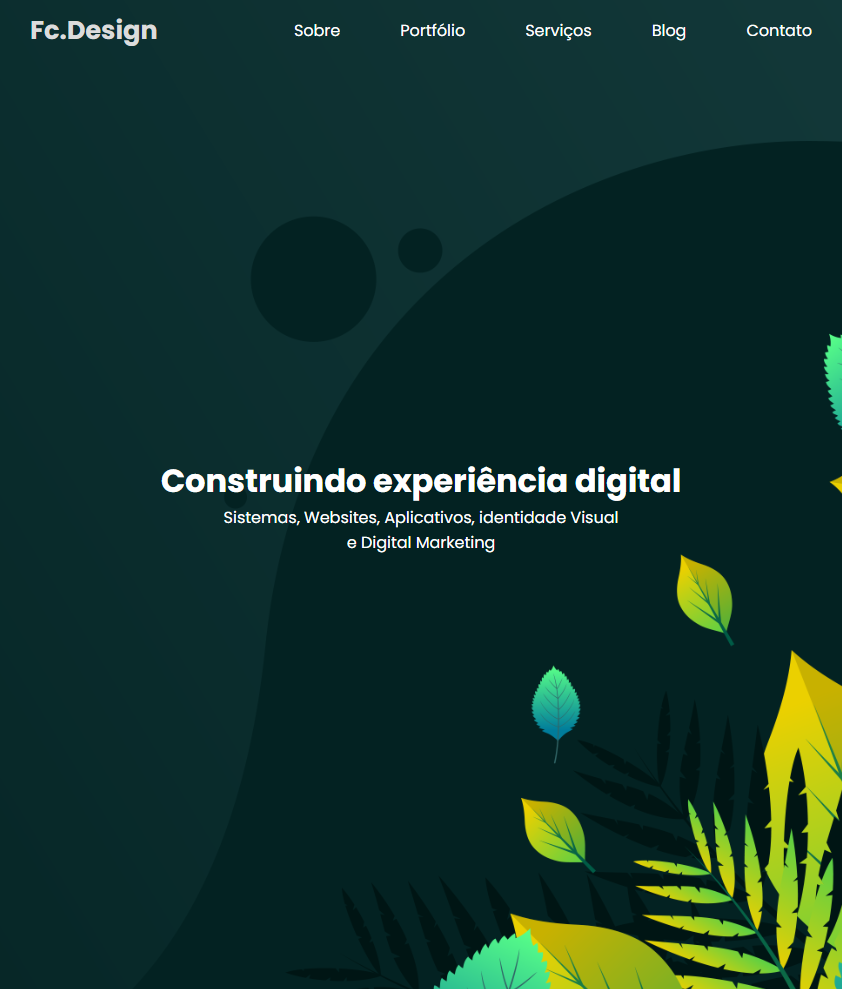 Fc.Design
Sobre Portfólio Serviços Blog Contato
Construindo experiência digital
Sistemas, Websites, Aplicativos, identidade Visual
e Digital Marketing